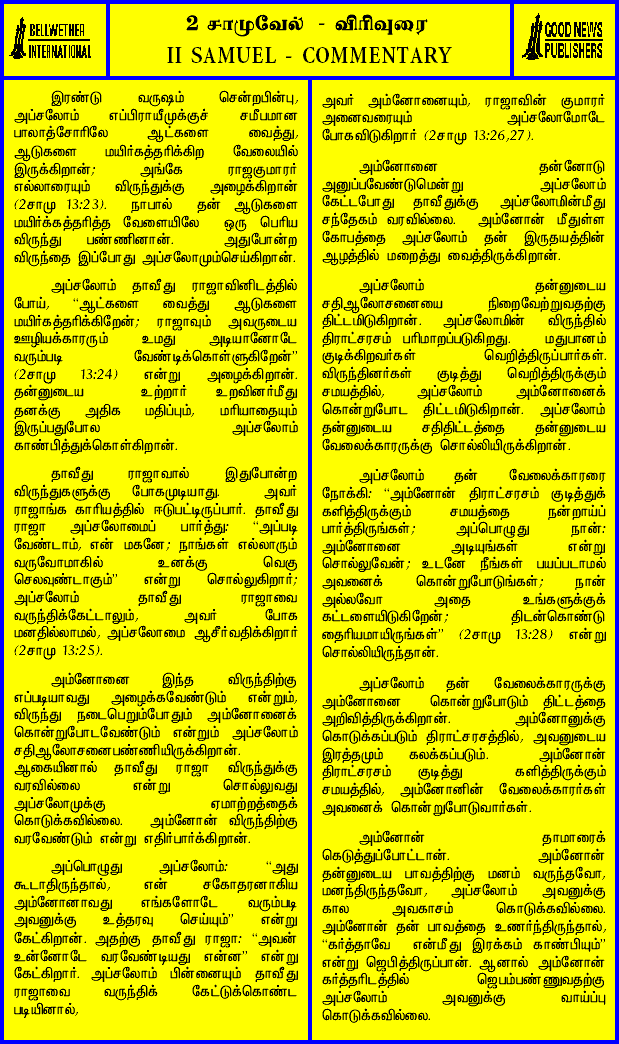 BELLWETHER
INTERNATIONAL
2 சாமுவேல் - விரிவுரை
II SAMUEL - COMMENTARY
GOOD NEWS
PUBLISHERS
இரண்டு வருஷம் சென்றபின்பு,
அப்சலோம் எப்பிராயீமுக்குச் சமீபமான
பாலாத்சோரிலே ஆட்களை வைத்து,
ஆடுகளை மயிர்கத்தரிக்கிற வேலையில்
இருக்கிறான்; அங்கே ராஜகுமாரர்
எல்லாரையும் விருந்துக்கு அழைக்கிறான்
(2சாமு 13:23). நாபால் தன் ஆடுகளை
மயிர்க்கத்தரித்த வேளையிலே ஒரு பெரிய
விருந்து பண்ணினான். அதுபோன்ற
விருந்தை இப்போது அப்சலோமும்செய்கிறான்.
அப்சலோம் தாவீது ராஜாவினிடத்தில்
போய், “ஆட்களை வைத்து ஆடுகளை
மயிர்கத்தரிக்கிறேன்; ராஜாவும் அவருடைய
ஊழியக்காரரும் உமது அடியானோடே
வரும்படி வேண்டிக்கொள்ளுகிறேன்”
(2சாமு 13:24) என்று அழைக்கிறான்.
தன்னுடைய உற்றார் உறவினர்மீது
தனக்கு அதிக மதிப்பும், மரியாதையும்
இருப்பதுபோல அப்சலோம்
காண்பித்துக்கொள்கிறான்.
தாவீது ராஜாவால் இதுபோன்ற
விருந்துகளுக்கு போகமுடியாது. அவர்
ராஜாங்க காரியத்தில் ஈடுபட்டிருப்பார். தாவீது
ராஜா அப்சலோமைப் பார்த்து: “அப்படி
வேண்டாம், என் மகனே; நாங்கள் எல்லாரும்
வருவோமாகில் உனக்கு வெகு
செலவுண்டாகும்” என்று சொல்லுகிறார்;
அப்சலோம் தாவீது ராஜாவை
வருந்திக்கேட்டாலும், அவர் போக
மனதில்லாமல், அப்சலோமை ஆசீர்வதிக்கிறார்
(2சாமு 13:25).
அம்னோனை இந்த விருந்திற்கு
எப்படியாவது அழைக்கவேண்டும் என்றும்,
விருந்து நடைபெறும்போதும் அம்னோனைக்
கொன்றுபோடவேண்டும் என்றும் அப்சலோம்
சதிஆலோசனைபண்ணியிருக்கிறான்.
ஆகையினால் தாவீது ராஜா விருந்துக்கு
வரவில்லை என்று சொல்லுவது
அப்சலோமுக்கு ஏமாற்றத்தைக்
கொடுக்கவில்லை. அம்னோன் விருந்திற்கு
வரவேண்டும் என்று எதிர்பார்க்கிறான்.
அப்பொழுது அப்சலோம்: “அது
கூடாதிருந்தால், என் சகோதரனாகிய
அம்னோனாவது எங்களோடே வரும்படி
அவனுக்கு உத்தரவு செய்யும்” என்று
கேட்கிறான். அதற்கு தாவீது ராஜா: “அவன்
உன்னோடே வரவேண்டியது என்ன” என்று
கேட்கிறார். அப்சலோம் பின்னையும் தாவீது
ராஜாவை வருந்திக் கேட்டுக்கொண்ட
படியினால்,
அவர் அம்னோனையும், ராஜாவின் குமாரர்
அனைவரையும் அப்சலோமோடே
போகவிடுகிறார் (2சாமு 13:26,27).
அம்னோனை தன்னோடு
அனுப்பவேண்டுமென்று அப்சலோம்
கேட்டபோது தாவீதுக்கு அப்சலோமின்மீது
சந்தேகம் வரவில்லை. அம்னோன் மீதுள்ள
கோபத்தை அப்சலோம் தன் இருதயத்தின்
ஆழத்தில் மறைத்து வைத்திருக்கிறான்.
அப்சலோம் தன்னுடைய
சதிஆலோசனையை நிறைவேற்றுவதற்கு
திட்டமிடுகிறான். அப்சலோமின் விருந்தில்
திராட்சரசம் பரிமாறப்படுகிறது. மதுபானம்
குடிக்கிறவர்கள் வெறித்திருப்பார்கள்.
விருந்தினர்கள் குடித்து வெறித்திருக்கும்
சமயத்தில், அப்சலோம் அம்னோனைக்
கொன்றுபோட திட்டமிடுகிறான். அப்சலோம்
தன்னுடைய சதிதிட்டத்தை தன்னுடைய
வேலைக்காரருக்கு சொல்லியிருக்கிறான்.
அப்சலோம் தன் வேலைக்காரரை
நோக்கி: “அம்னோன் திராட்சரசம் குடித்துக்
களித்திருக்கும் சமயத்தை நன்றாய்ப்
பார்த்திருங்கள்; அப்பொழுது நான்:
அம்னோனை அடியுங்கள் என்று
சொல்லுவேன்; உடனே நீங்கள் பயப்படாமல்
அவனைக் கொன்றுபோடுங்கள்; நான்
அல்லவோ அதை உங்களுக்குக்
கட்டளையிடுகிறேன்; திடன்கொண்டு
தைரியமாயிருங்கள்” (2சாமு 13:28) என்று
சொல்லியிருந்தான்.
அப்சலோம் தன் வேலைக்காரருக்கு
அம்னோனை கொன்றுபோடும் திட்டத்தை
அறிவித்திருக்கிறான். அம்னோனுக்கு
கொடுக்கப்படும் திராட்சரசத்தில், அவனுடைய
இரத்தமும் கலக்கப்படும். அம்னோன்
திராட்சரசம் குடித்து களித்திருக்கும்
சமயத்தில், அம்னோனின் வேலைக்காரர்கள்
அவனைக் கொன்றுபோடுவார்கள்.
அம்னோன் தாமாரைக்
கெடுத்துப்போட்டான். அம்னோன்
தன்னுடைய பாவத்திற்கு மனம் வருந்தவோ,
மனந்திருந்தவோ, அப்சலோம் அவனுக்கு
கால அவகாசம் கொடுக்கவில்லை.
அம்னோன் தன் பாவத்தை உணர்ந்திருந்தால்,
“கர்த்தாவே என்மீது இரக்கம் காண்பியும்”
என்று ஜெபித்திருப்பான். ஆனால் அம்னோன்
கர்த்தரிடத்தில் ஜெபம்பண்ணுவதற்கு
அப்சலோம் அவனுக்கு வாய்ப்பு
கொடுக்கவில்லை.